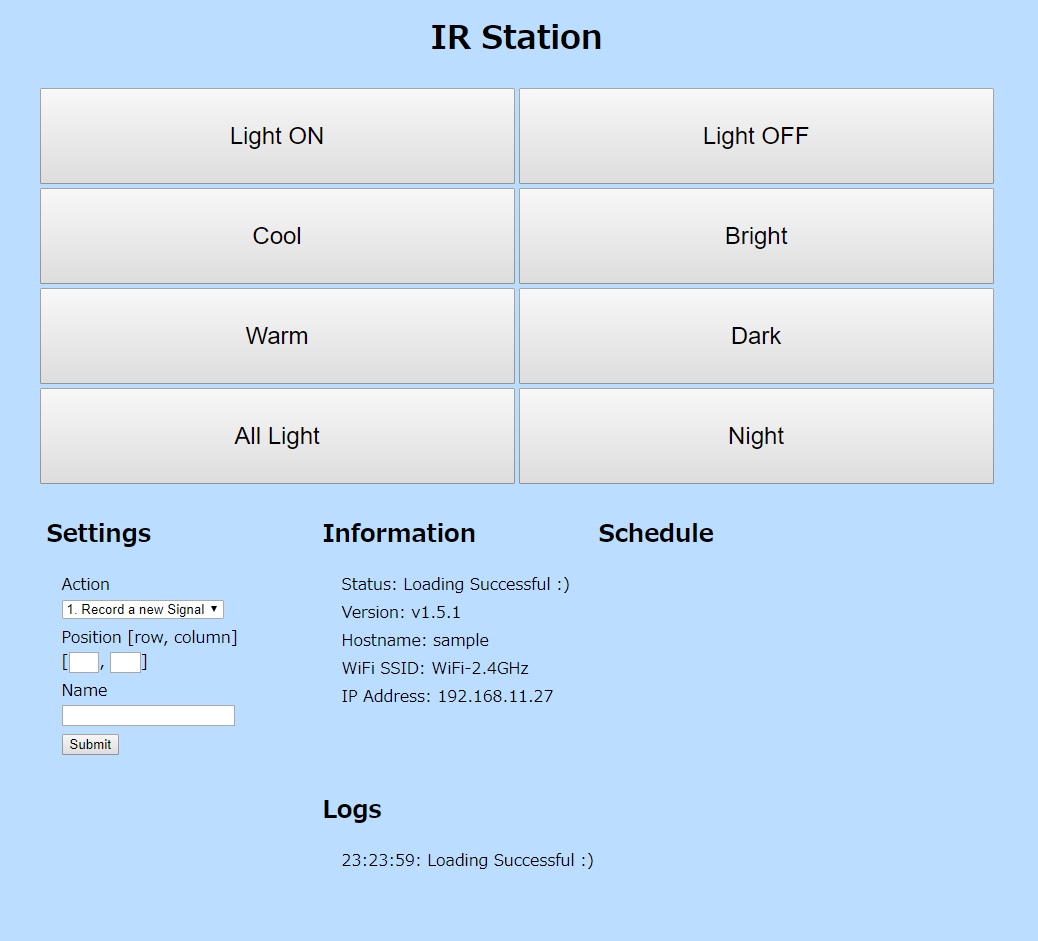 IR Station
Light ON
Light OFF
Cool
Bright
Warm
Dark
All Light
Night
Settings
Action
1. Record a new Signal
Position [row, column]
[ , ]
Name
Submit
Information
Status: Loading Successful :)
Version: v1.5.1
Hostname: sample
WiFi SSID: WiFi-2.4GHz
IP Address: 192.168.11.27
Logs
23:23:59: Loading Successful :)
Schedule